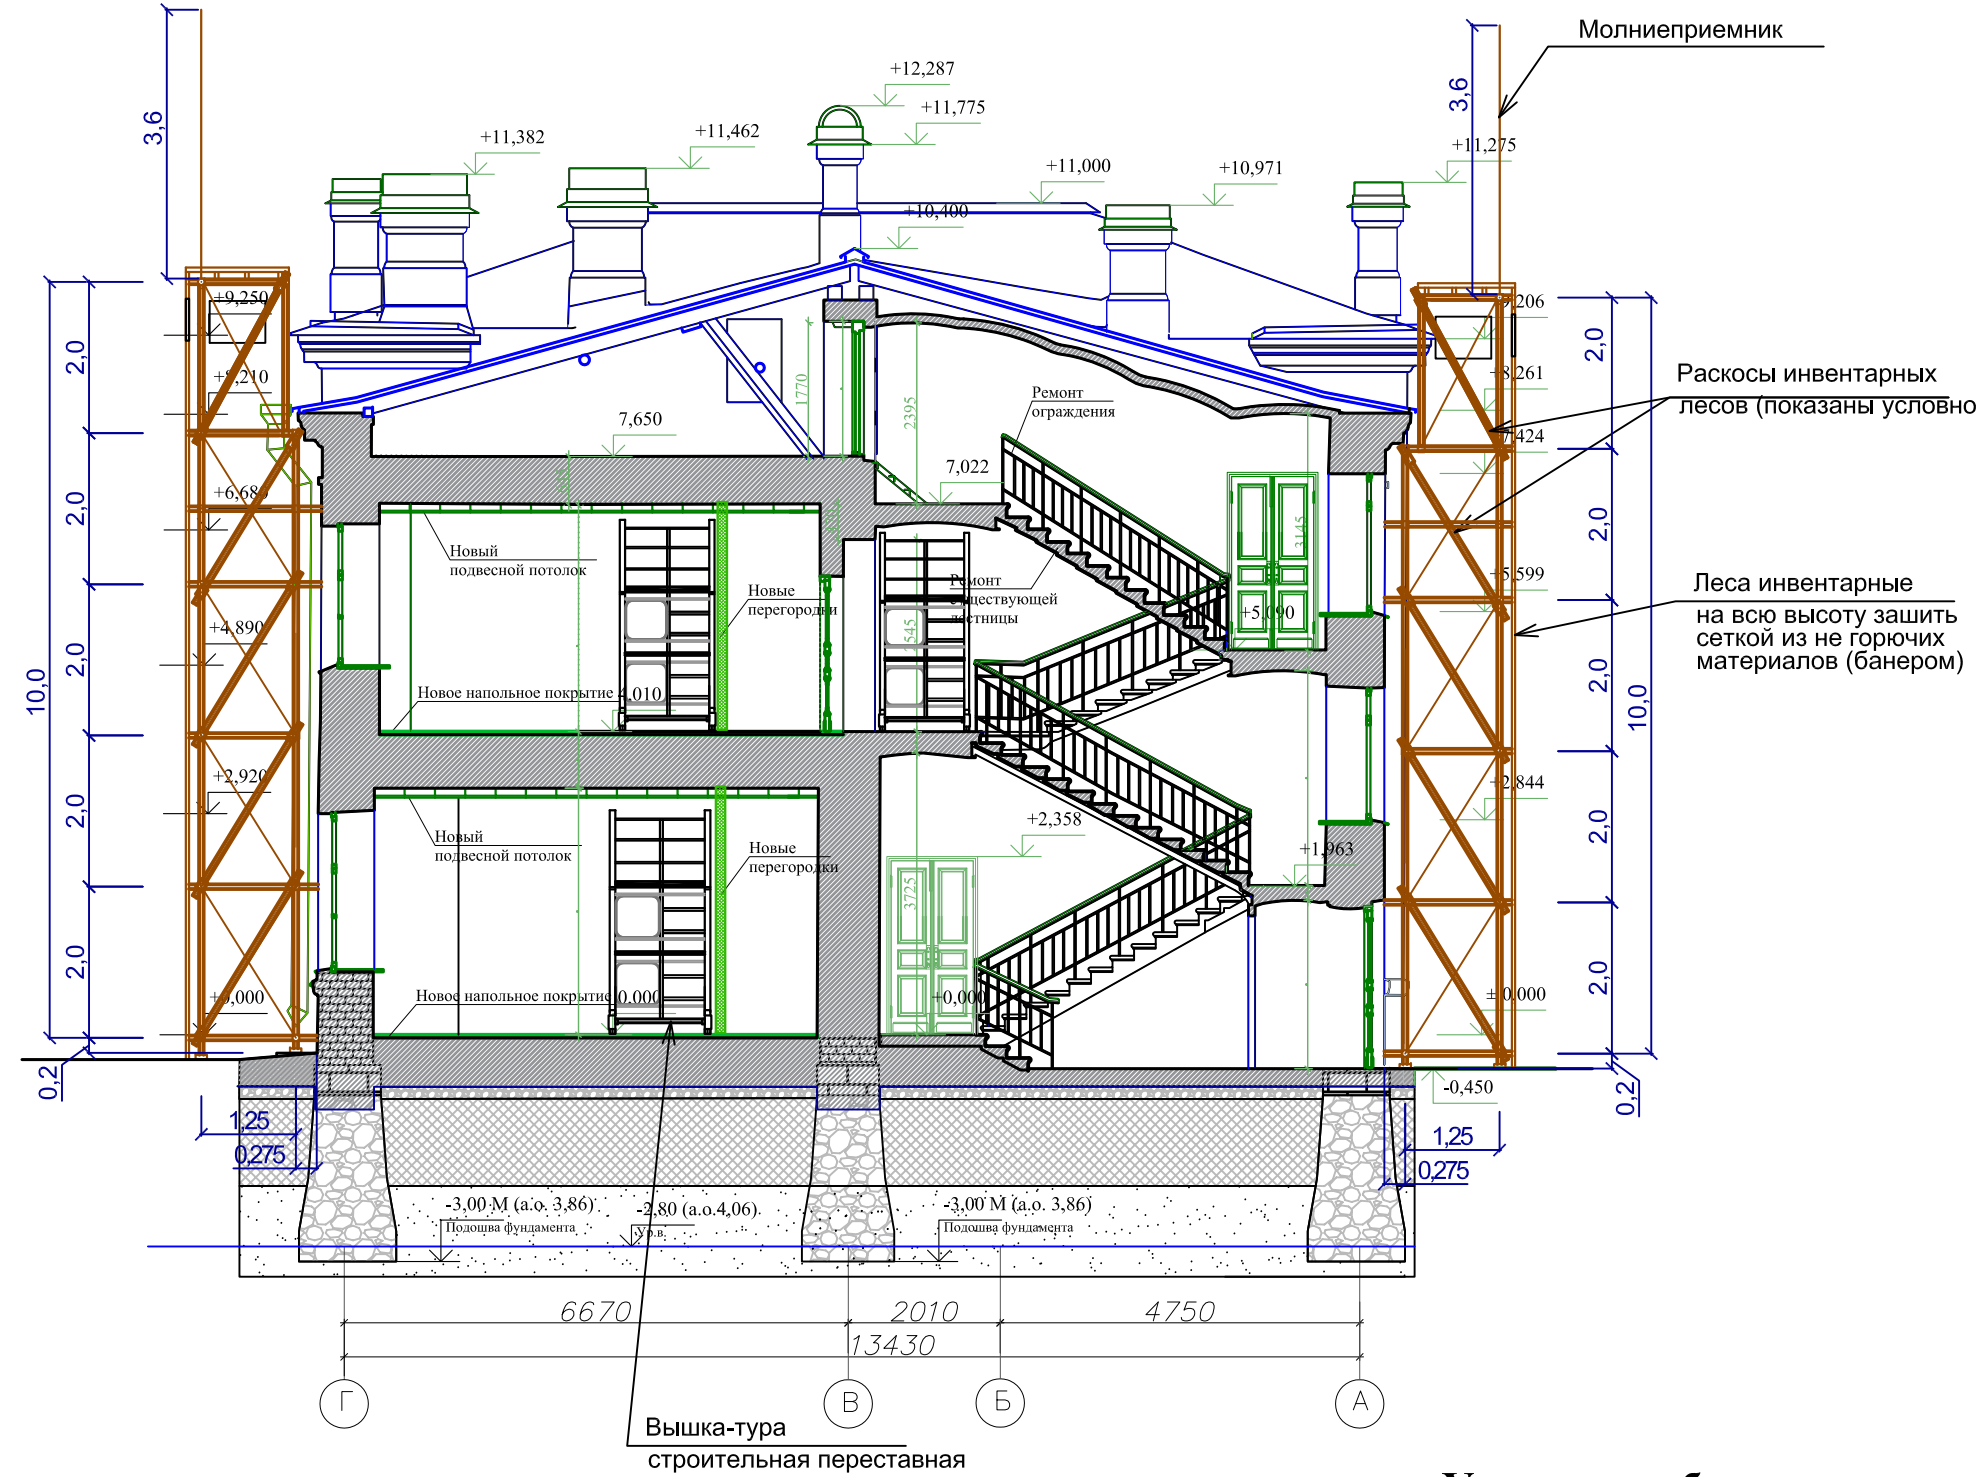 Молниеприемник
3,6
3,6
+12,287
+11,775
+11,382
+11,462
+11,000
+10,971
+11,275
+10,400
+9,250
+8,210
+6,680
+4,890
+2,920
9,206
+8,261
7,424
+5,599
+2,844
±0,000
Раскосы инвентарных
лесов (показаны условно
Леса инвентарные
на всю высоту зашить
сеткой из не горючих
материалов (банером)
2,0
2,0
2,0
2,0
2,0
10,0
0,2
2,0
2,0
2,0
2,0
2,0
10,0
0,2
Ремонт
ограждения
1770
2395
7,650
7,022
3145
Новый
подвесной потолок
Новые
перегородки
Ремонт
существующей
лестницы
+5,090
2545
Новое напольное покрытие
4,010
Новый
подвесной потолок
Новые
перегородки
+2,358
+1,963
3725
Новое напольное покрытие
0,000
+0,000
-0,450
1,25
0,275
1,25
0,275
-3,00 М (а.о. 3,86)
Подошва фундамента
-2,80 (а.о.4,06)
Ур.в.
-3,00 М (а.о. 3,86)
Подошва фундамента
6670
2010
4750
13430
Г
В
Б
А
Вышка-тура
строительная переставная